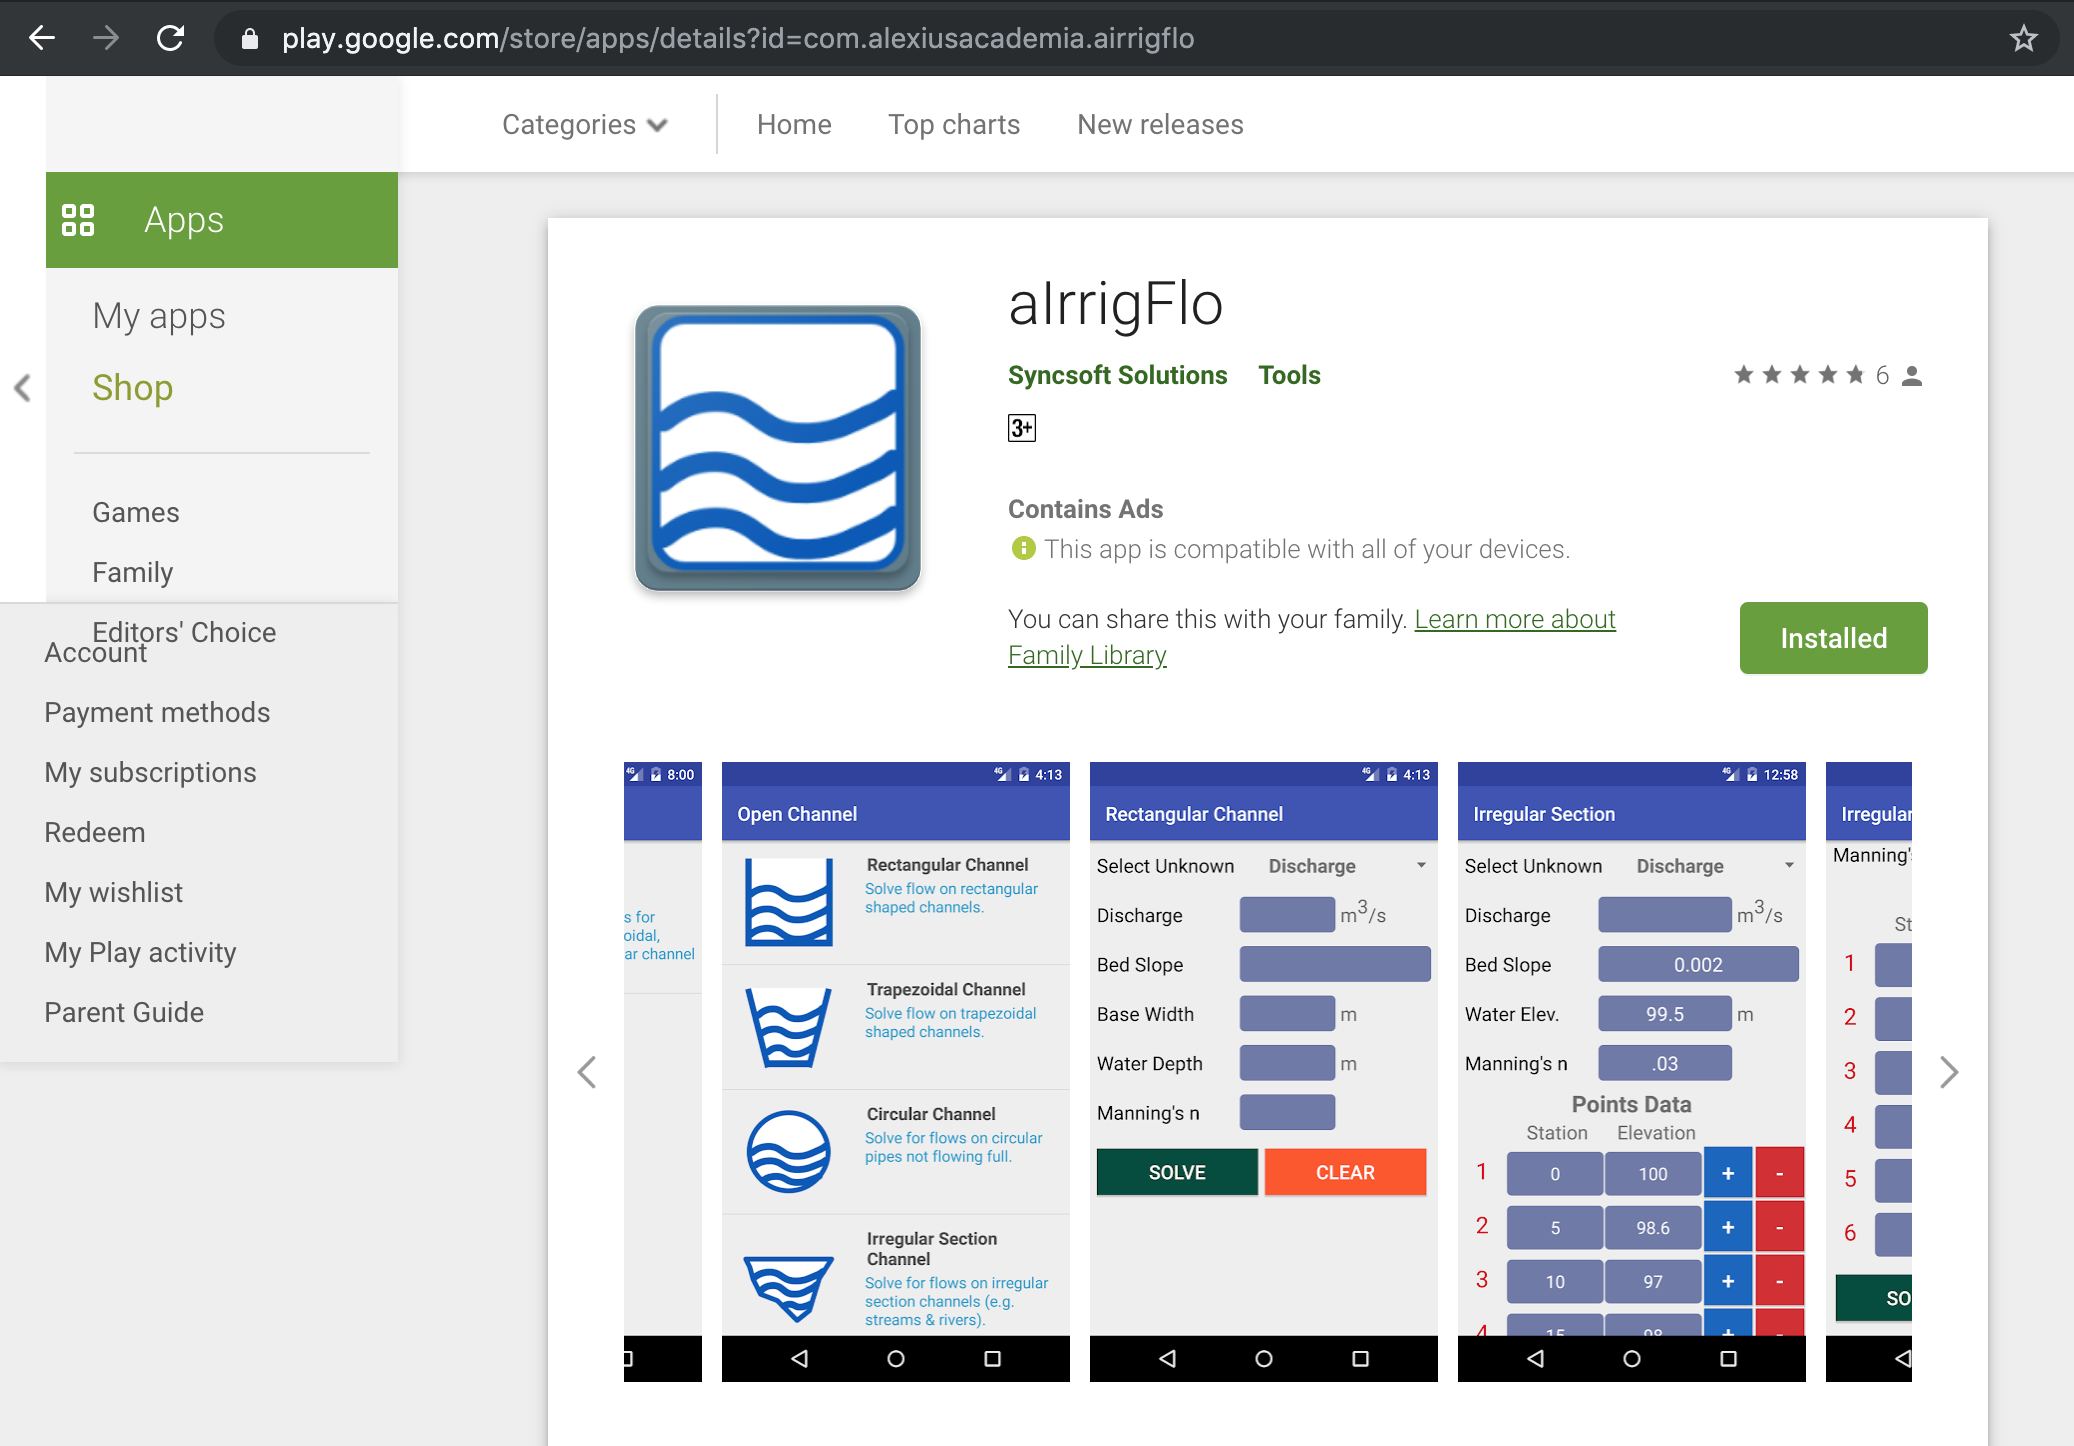 play.google.com/store/apps/details?id=com.alexiusacademia.airrigflo
Categories
Home
Top charts
New releases
Apps
My apps
Shop
Games
Family
Editors' Choice
Account
Payment methods
My subscriptions
Redeem
My wishlist
My Play activity
Parent Guide
aIrrigFlo
Syncsoft Solutions Tools
6
3+
Contains Ads
This app is compatible with all of your devices.
You can share this with your family. Learn more about
Family Library
Installed
4G 8:00
s for
oidal,
ar channel
4G 4:13
Open Channel
Rectangular Channel
Solve flow on rectangular
shaped channels.
Trapezoidal Channel
Solve flow on trapezoidal
shaped channels.
Circular Channel
Solve for flows on circular
pipes not flowing full.
Irregular Section
Channel
Solve for flows on irregular
section channels (e.g.
streams & rivers).
4G 4:13
Rectangular Channel
Select Unknown Discharge
Discharge m3/s
Bed Slope
Base Width m
Water Depth m
Manning's n
SOLVE CLEAR
4G 12:58
Irregular Section
Select Unknown Discharge
Discharge m3/s
Bed Slope 0.002
Water Elev. 99.5 m
Manning's n .03
Points Data
Station Elevation
1 0 100 + -
2 5 98.6 + -
3 10 97 + -
4 15 98 + -
Irregular
Manning's
St
1
2
3
4
5
6
SO